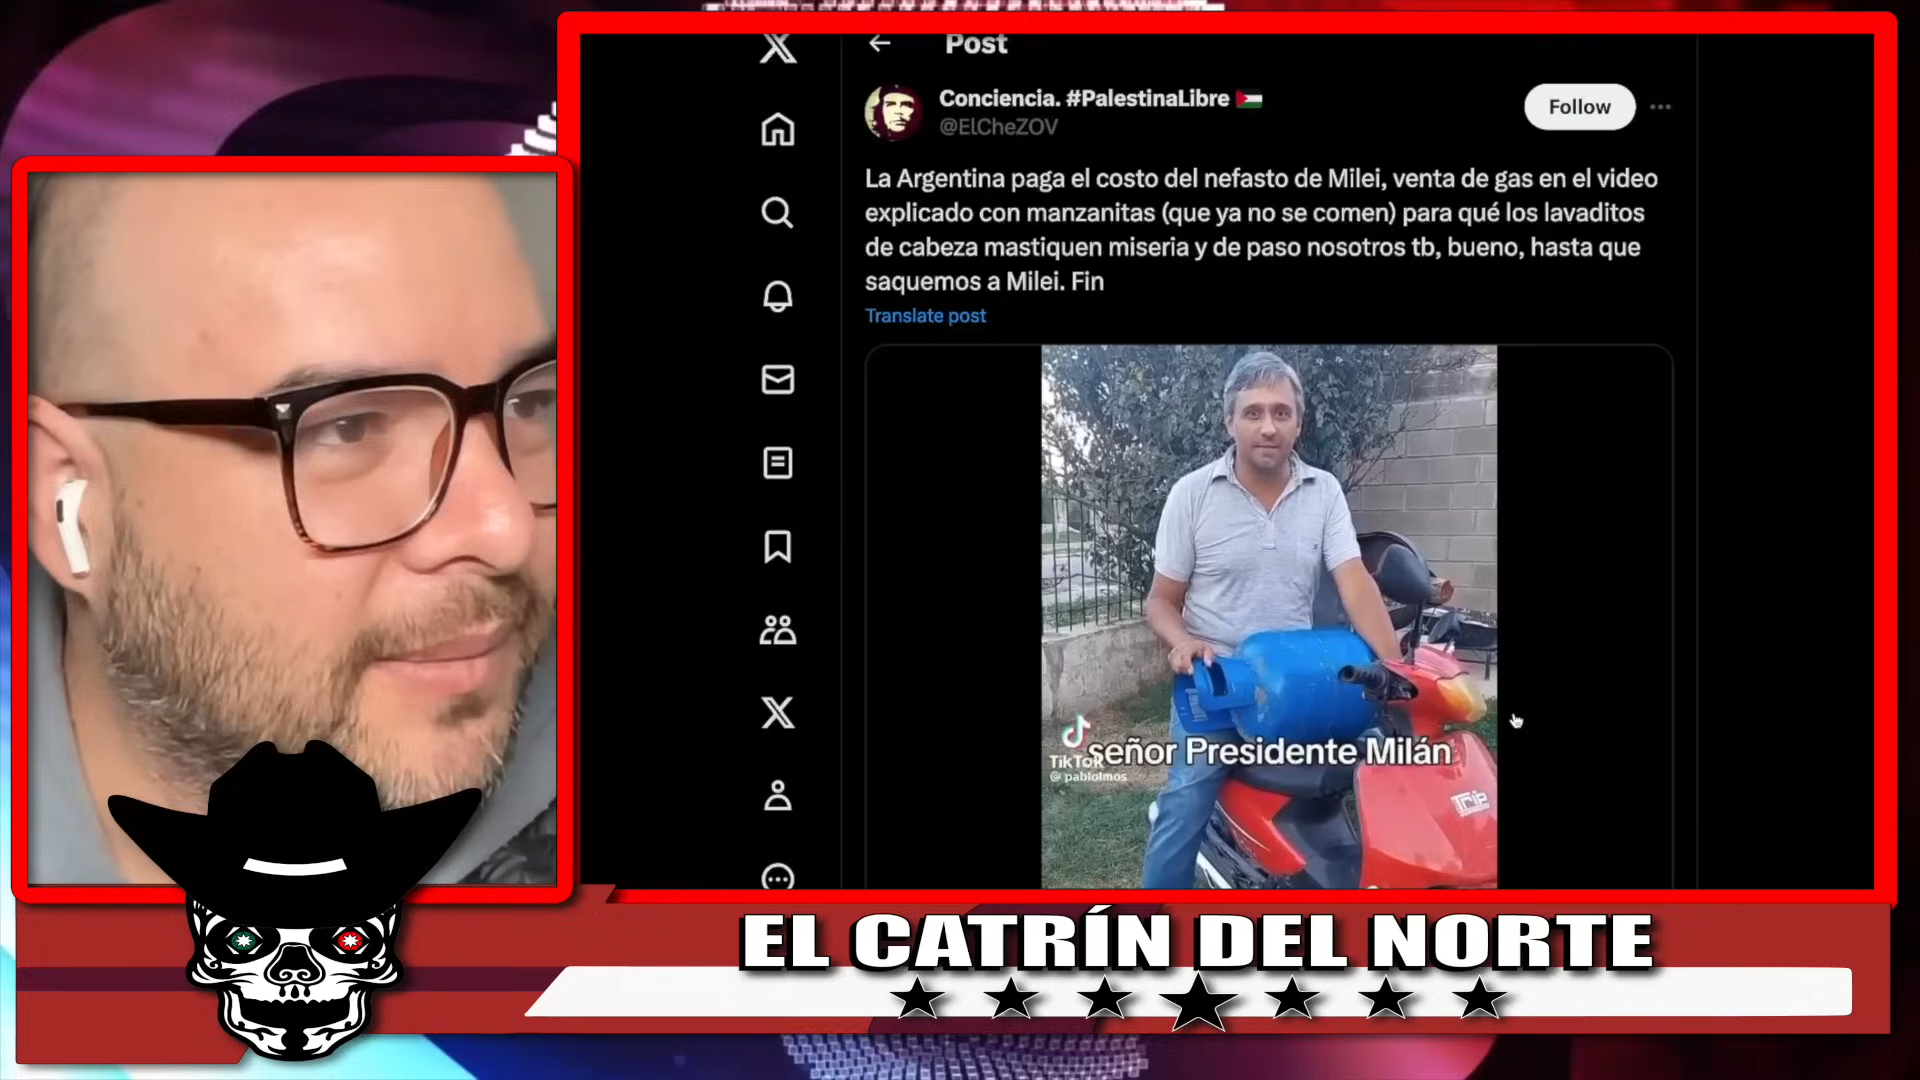 Post
Conciencia. #PalestinaLibre
@ElCheZOV
Follow
La Argentina paga el costo del nefasto de Milei, venta de gas en el video
explicado con manzanitas (que ya no se comen) para qué los lavaditos
de cabeza mastiquen miseria y de paso nosotros tb, bueno, hasta que
saquemos a Milei. Fin
Translate post
señor Presidente Milán
TikTok
@pablolmos
Trip
EL CATRÍN DEL NORTE